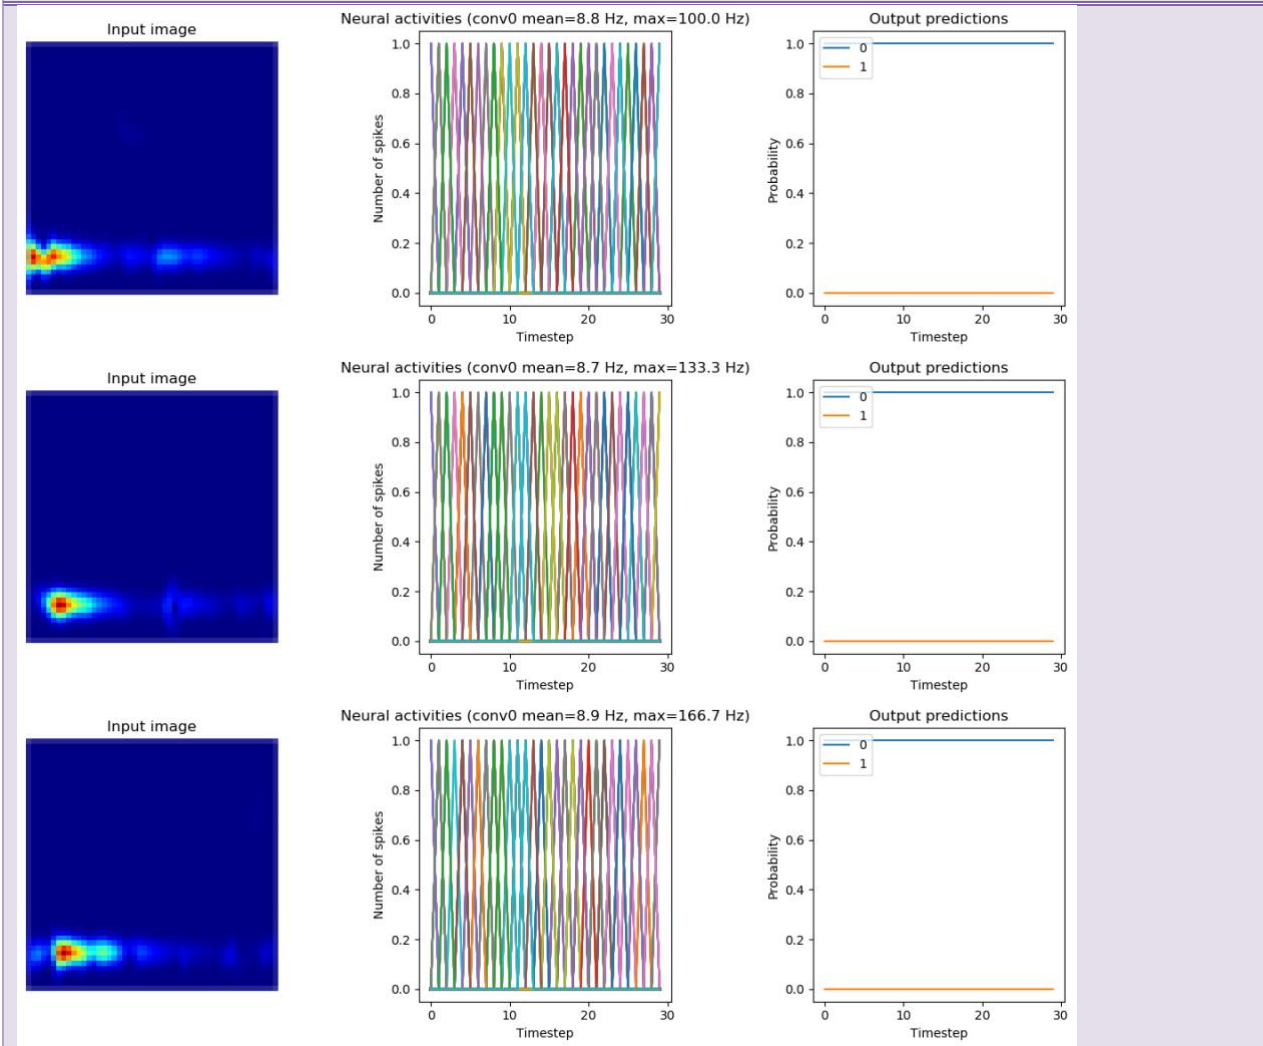 Input image
Neural activities (conv0 mean=8.8 Hz, max=100.0 Hz)
Output predictions
Number of spikes
1.0
0.8
0.6
0.4
0.2
0.0
0 10 20 30
Timestep
Probability
1.0
0.8
0.6
0.4
0.2
0.0
0
1
0 10 20 30
Timestep
Input image
Neural activities (conv0 mean=8.7 Hz, max=133.3 Hz)
Output predictions
Number of spikes
1.0
0.8
0.6
0.4
0.2
0.0
0 10 20 30
Timestep
Probability
1.0
0.8
0.6
0.4
0.2
0.0
0
1
0 10 20 30
Timestep
Input image
Neural activities (conv0 mean=8.9 Hz, max=166.7 Hz)
Output predictions
Number of spikes
1.0
0.8
0.6
0.4
0.2
0.0
0 10 20 30
Timestep
Probability
1.0
0.8
0.6
0.4
0.2
0.0
0
1
0 10 20 30
Timestep